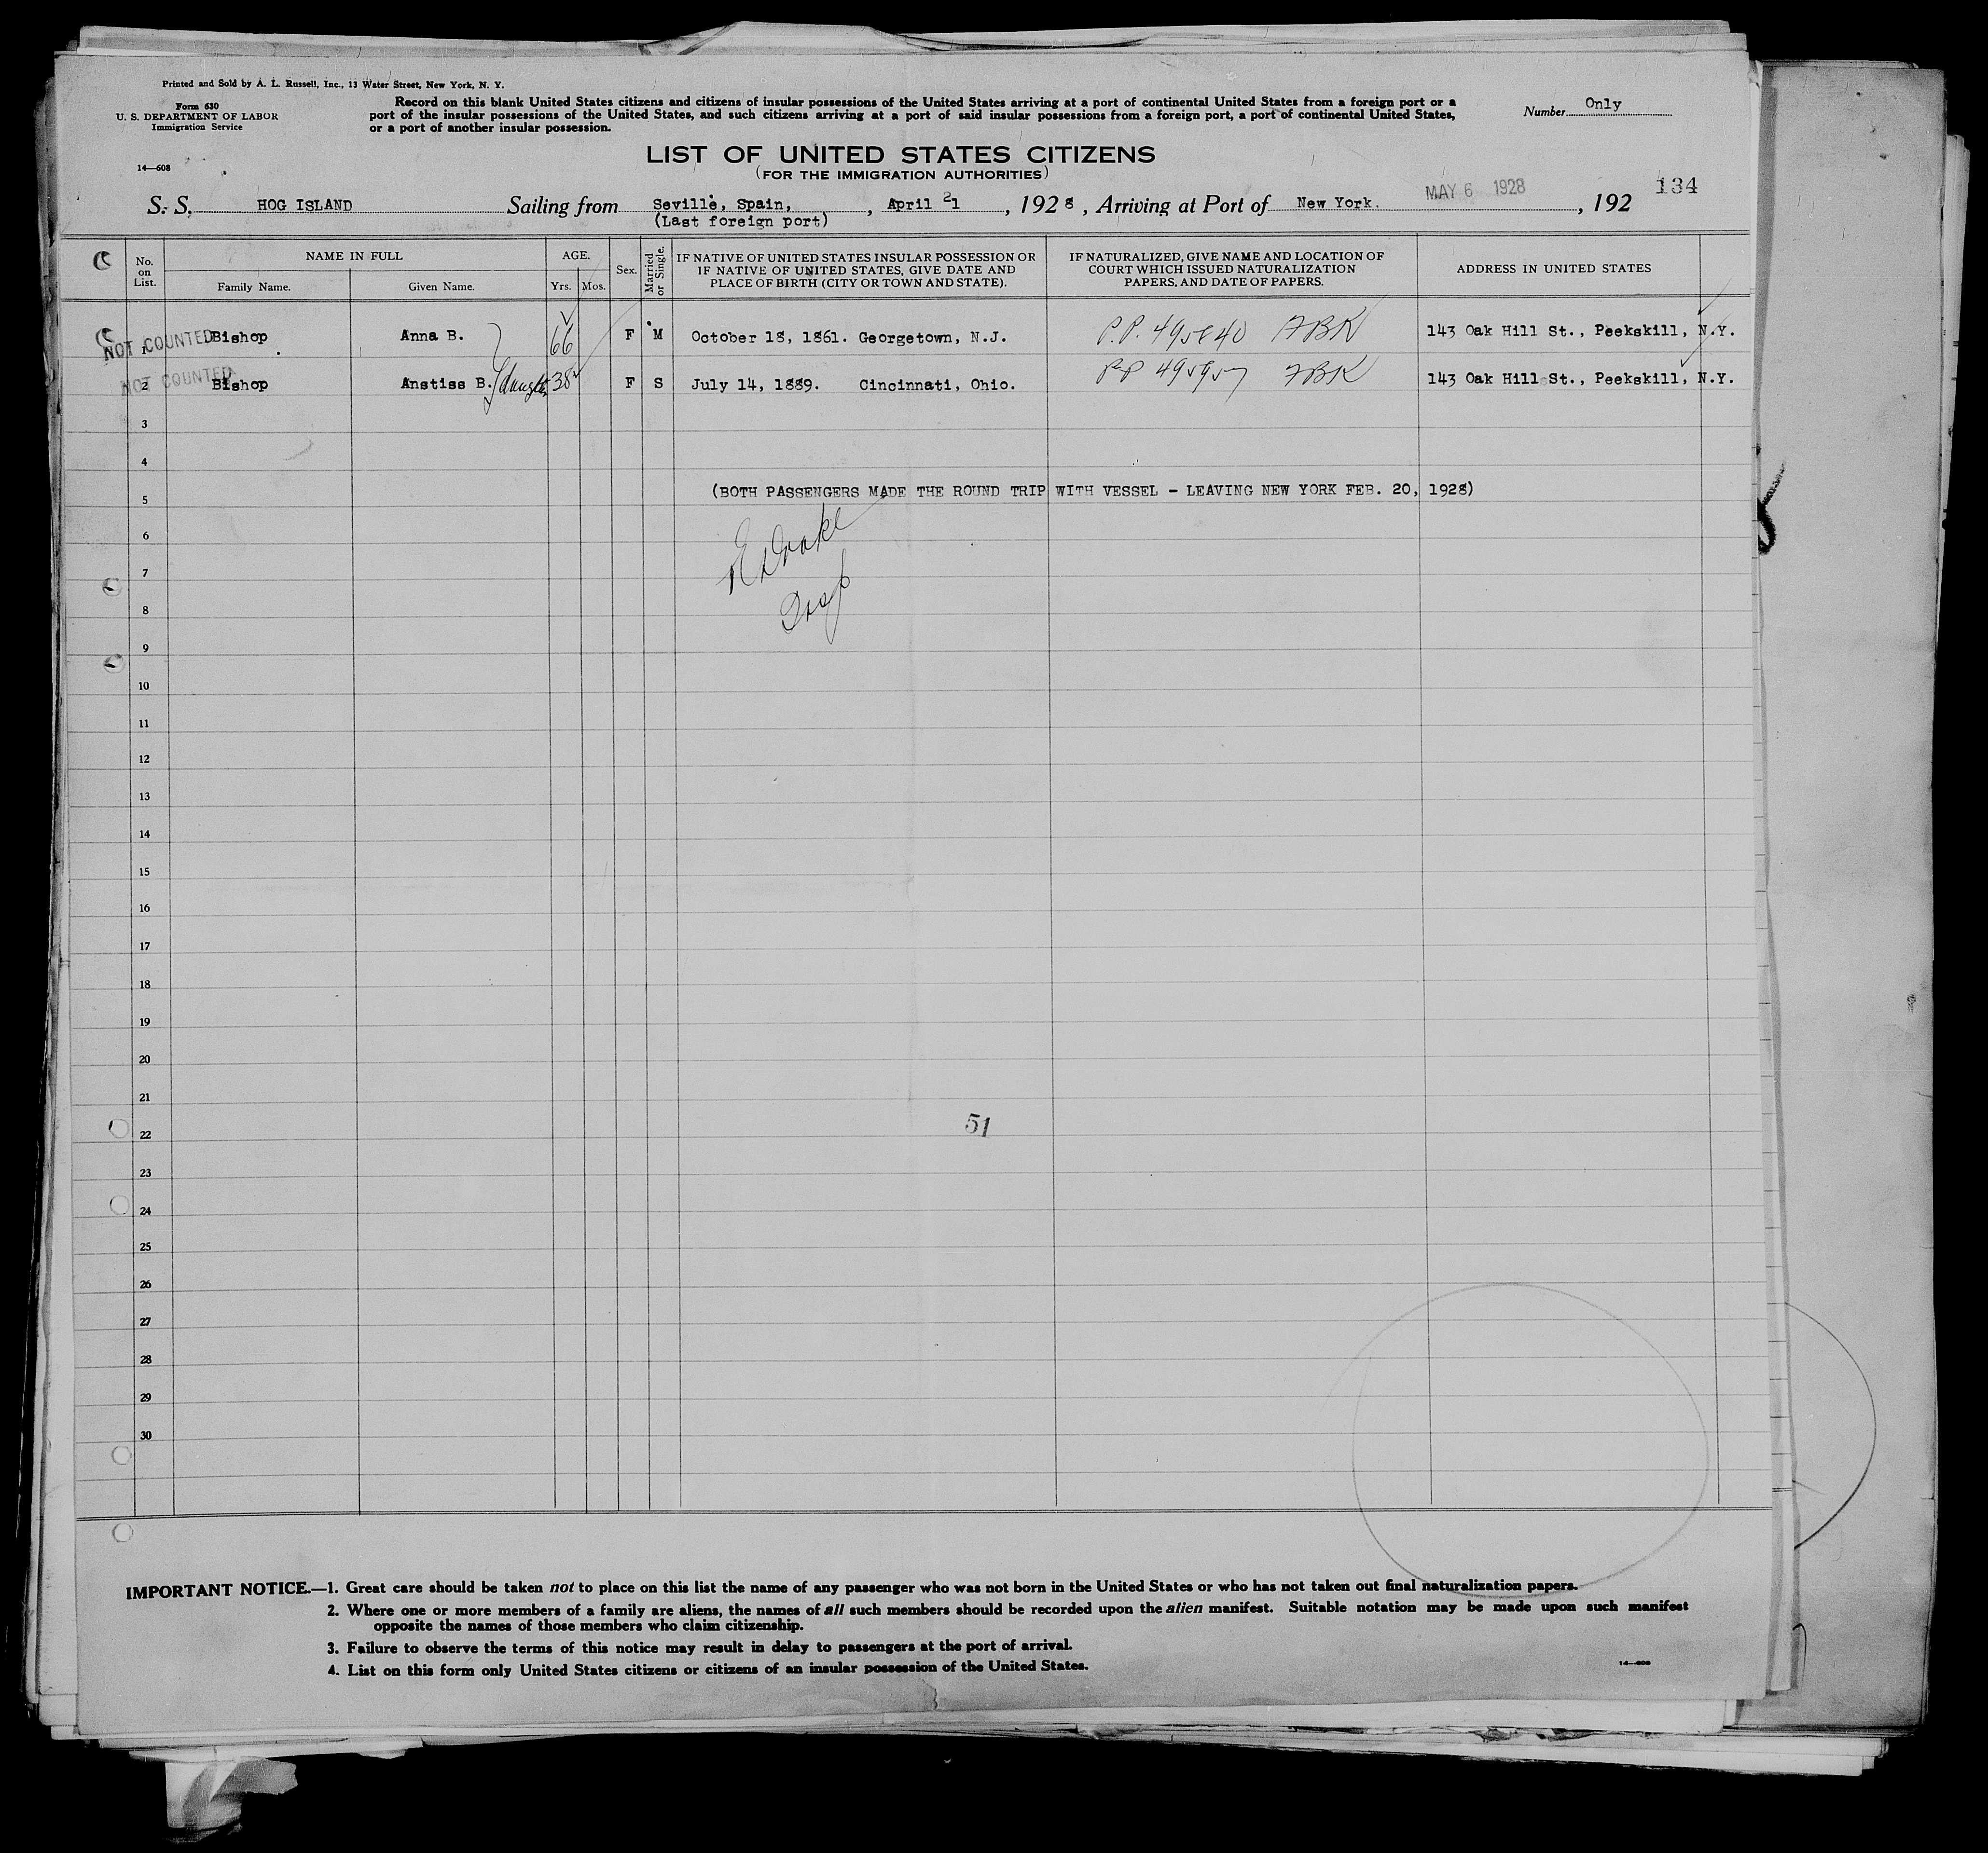 Printed and Sold by A. L. Russell, Inc., 13 Water Street, New York, N. Y.
Form 630
U. S. DEPARTMENT OF LABOR
Immigration Service
14—608
Record on this blank United States citizens and citizens of insular possessions of the United States arriving at a port of continental United States from a foreign port or a
port of the insular possessions of the United States, and such citizens arriving at a port of said insular possessions from a foreign port, a port of continental United States,
or a port of another insular possession.
Number Only
LIST OF UNITED STATES CITIZENS
(FOR THE IMMIGRATION AUTHORITIES)
134
S. S. HOG ISLAND Sailing from Seville, Spain, , April 21 , 1928 , Arriving at Port of New York. MAY 6 1928 , 192
(Last foreign port)
No. on List. NAME IN FULL AGE. Sex. Married or Single. IF NATIVE OF UNITED STATES INSULAR POSSESSION OR IF NATIVE OF UNITED STATES, GIVE DATE AND PLACE OF BIRTH (CITY OR TOWN AND STATE). IF NATURALIZED, GIVE NAME AND LOCATION OF COURT WHICH ISSUED NATURALIZATION PAPERS, AND DATE OF PAPERS. ADDRESS IN UNITED STATES
Family Name. Given Name. Yrs. Mos.
NOT COUNTED
1 Bishop Anna B. 66 F M October 18, 1861. Georgetown, N.J. P.P. 495840 ABK 143 Oak Hill St., Peekskill, N.Y.
NOT COUNTED
2 Bishop Anstiss B. 38 F S July 14, 1889. Cincinnati, Ohio. PP 143 Oak Hill St., Peekskill, N.Y.
3
4
5 (BOTH PASSENGERS MADE THE ROUND TRIP WITH VESSEL - LEAVING NEW YORK FEB. 20, 1928)
6
7
8
9
10
11
12
13
14
15
16
17
18
19
20
21
51
22
23
24
25
26
27
28
29
30
IMPORTANT NOTICE.—1. Great care should be taken not to place on this list the name of any passenger who was not born in the United States or who has not taken out final naturalization papers.
2. Where one or more members of a family are aliens, the names of all such members should be recorded upon the alien manifest. Suitable notation may be made upon such manifest
opposite the names of those members who claim citizenship.
3. Failure to observe the terms of this notice may result in delay to passengers at the port of arrival.
4. List on this form only United States citizens or citizens of an insular possession of the United States.
14—608